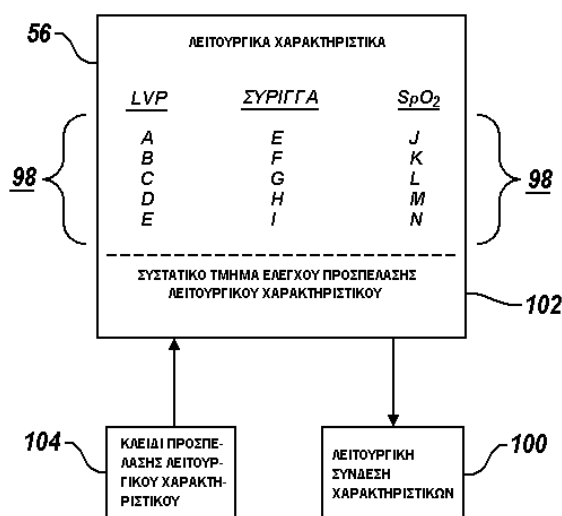 56
ΛΕΙΤΟΥΡΓΙΚΑ ΧΑΡΑΚΤΗΡΙΣΤΙΚΑ
LVP ΣΥΡΙΓΓΑ SpO2
A E J
B F K
98 C G L 98
D H M
E I N
ΣΥΣΤΑΤΙΚΟ ΤΜΗΜΑ ΕΛΕΓΧΟΥ ΠΡΟΣΠΕΛΑΣΗΣ
ΛΕΙΤΟΥΡΓΙΚΟΥ ΧΑΡΑΚΤΗΡΙΣΤΙΚΟΥ
102
104
ΚΛΕΙΔΙ ΠΡΟΣΠΕ-
ΛΑΣΗΣ ΛΕΙΤΟΥΡ-
ΓΙΚΟΥ ΧΑΡΑΚΤΗ-
ΡΙΣΤΙΚΟΥ
ΛΕΙΤΟΥΡΓΙΚΗ
ΣΥΝΔΕΣΗ
ΧΑΡΑΚΤΗΡΙΣΤΙΚΩΝ
100